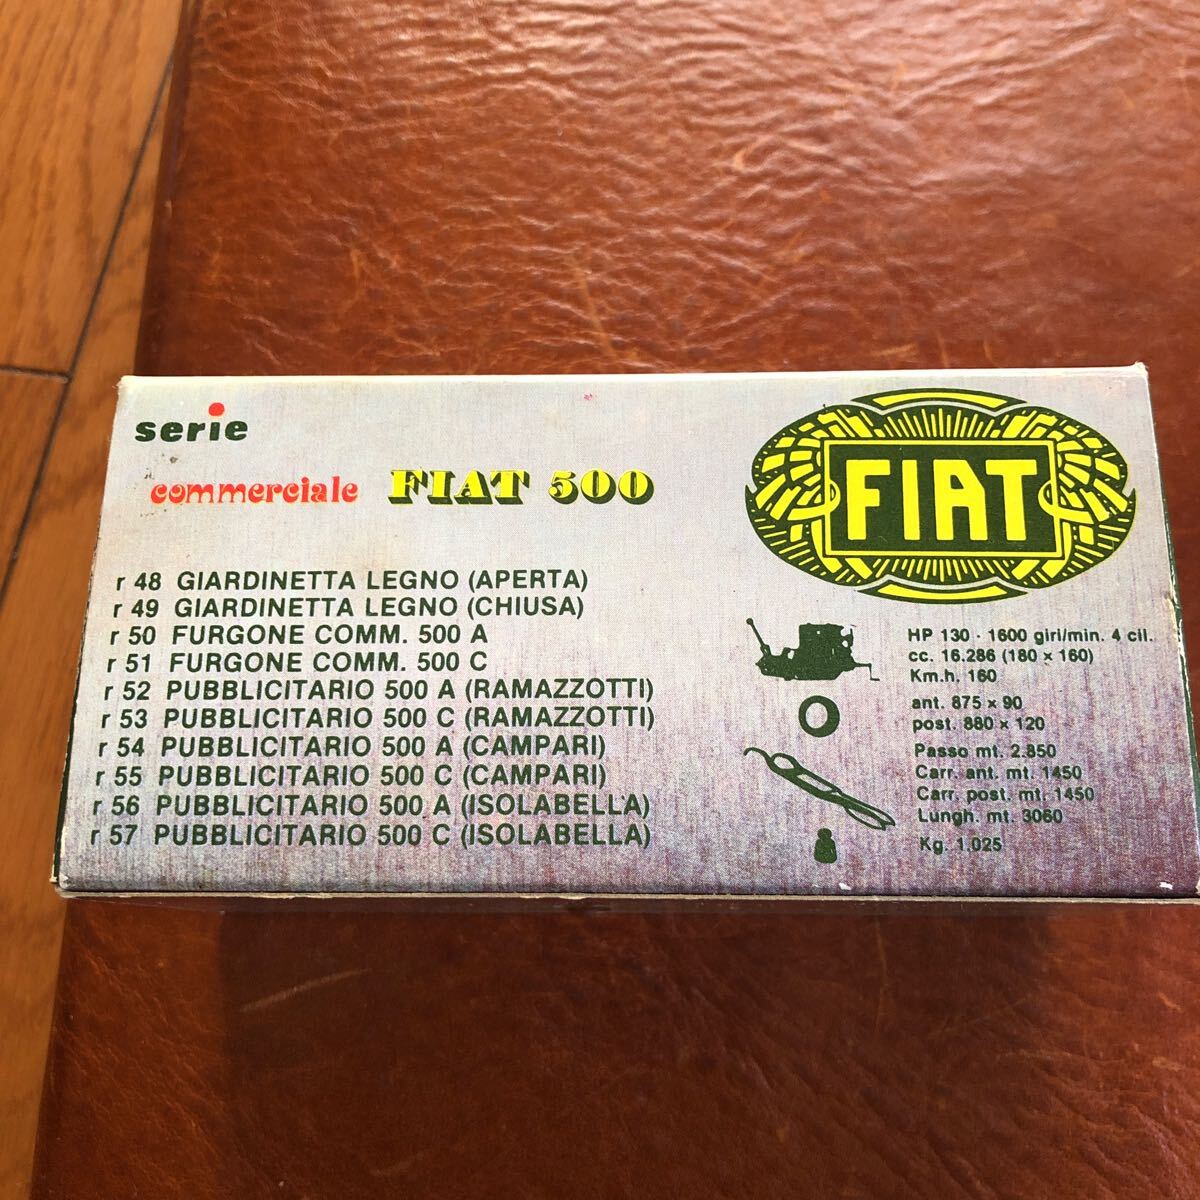 serie
commerciale FIAT 500
FIAT
r 48 GIARDINETTA LEGNO (APERTA)
r 49 GIARDINETTA LEGNO (CHIUSA)
r 50 FURGONE COMM. 500 A
r 51 FURGONE COMM. 500 C
r 52 PUBBLICITARIO 500 A (RAMAZZOTTI)
r 53 PUBBLICITARIO 500 C (RAMAZZOTTI)
r 54 PUBBLICITARIO 500 A (CAMPARI)
r 55 PUBBLICITARIO 500 C (CAMPARI)
r 56 PUBBLICITARIO 500 A (ISOLABELLA)
r 57 PUBBLICITARIO 500 C (ISOLABELLA)
HP 130 - 1600 giri/min. 4 cil.
cc. 16.286 (180 x 160)
Km.h. 160
ant. 875 x 90
post. 880 x 120
Passo mt. 2.850
Carr. ant. mt. 1450
Carr. post. mt. 1450
Lungh. mt. 3060
Kg. 1.025